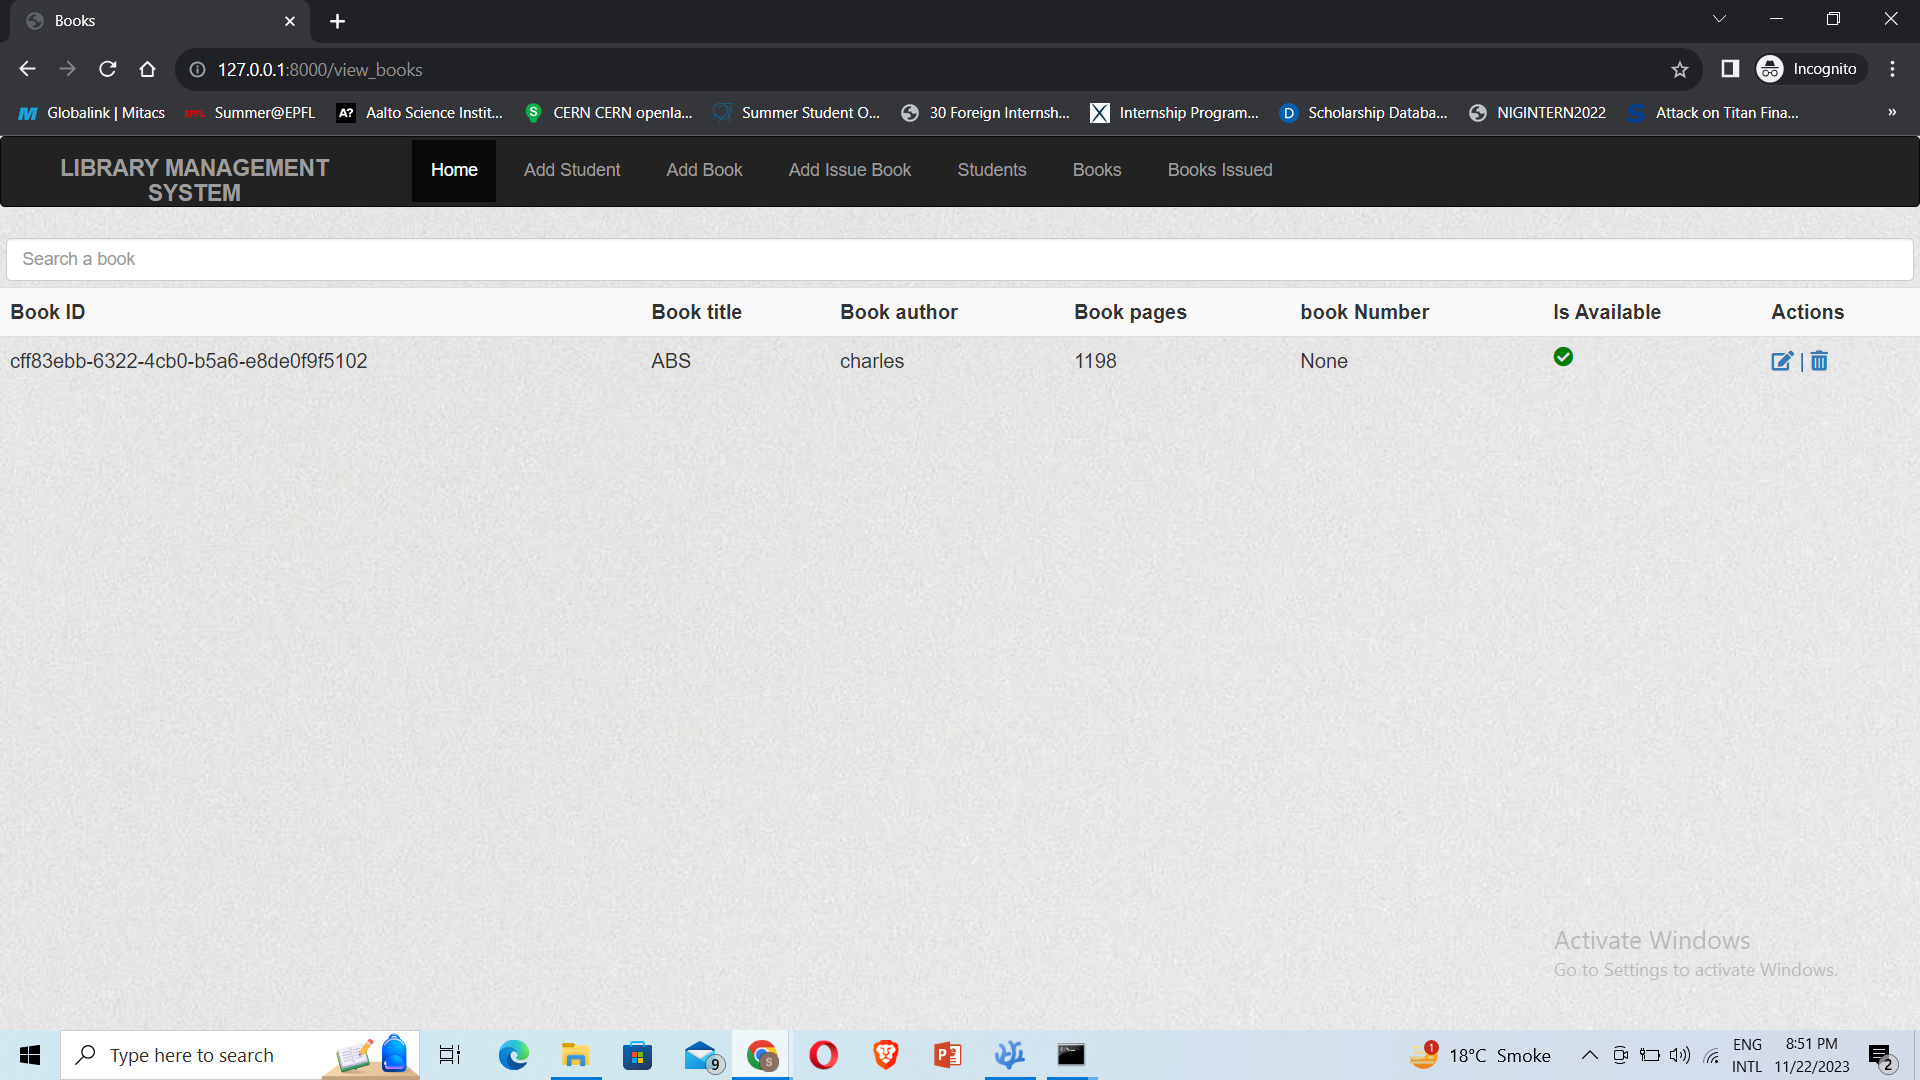 Books
127.0.0.1:8000/view_books
Incognito
Globalink | Mitacs
EPFL Summer@EPFL
A? Aalto Science Instit...
S CERN CERN openla...
Summer Student O...
30 Foreign Internsh...
Internship Program...
D Scholarship Databa...
NIGINTERN2022
Attack on Titan Fina...
»
LIBRARY MANAGEMENT
SYSTEM
Home Add Student Add Book Add Issue Book Students Books Books Issued
Search a book
Book ID Book title Book author Book pages book Number Is Available Actions
cff83ebb-6322-4cb0-b5a6-e8de0f9f5102 ABS charles 1198 None |
Activate Windows
Go to Settings to activate Windows.
Type here to search
9
S
1
18°C Smoke
ENG
INTL
8:51 PM
11/22/2023
2